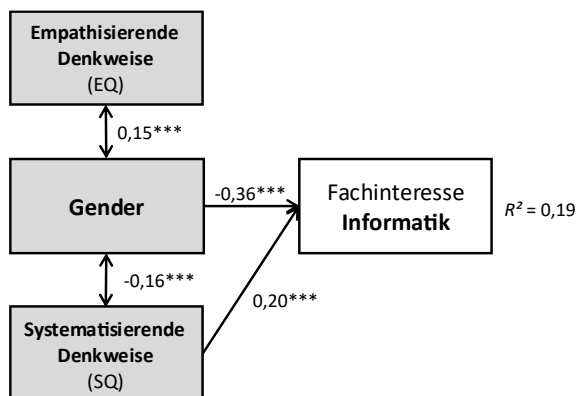 Empathisierende
Denkweise
(EQ)
0,15***
Gender
-0,36***
Fachinteresse
Informatik
R² = 0,19
-0,16***
0,20***
Systematisierende
Denkweise
(SQ)